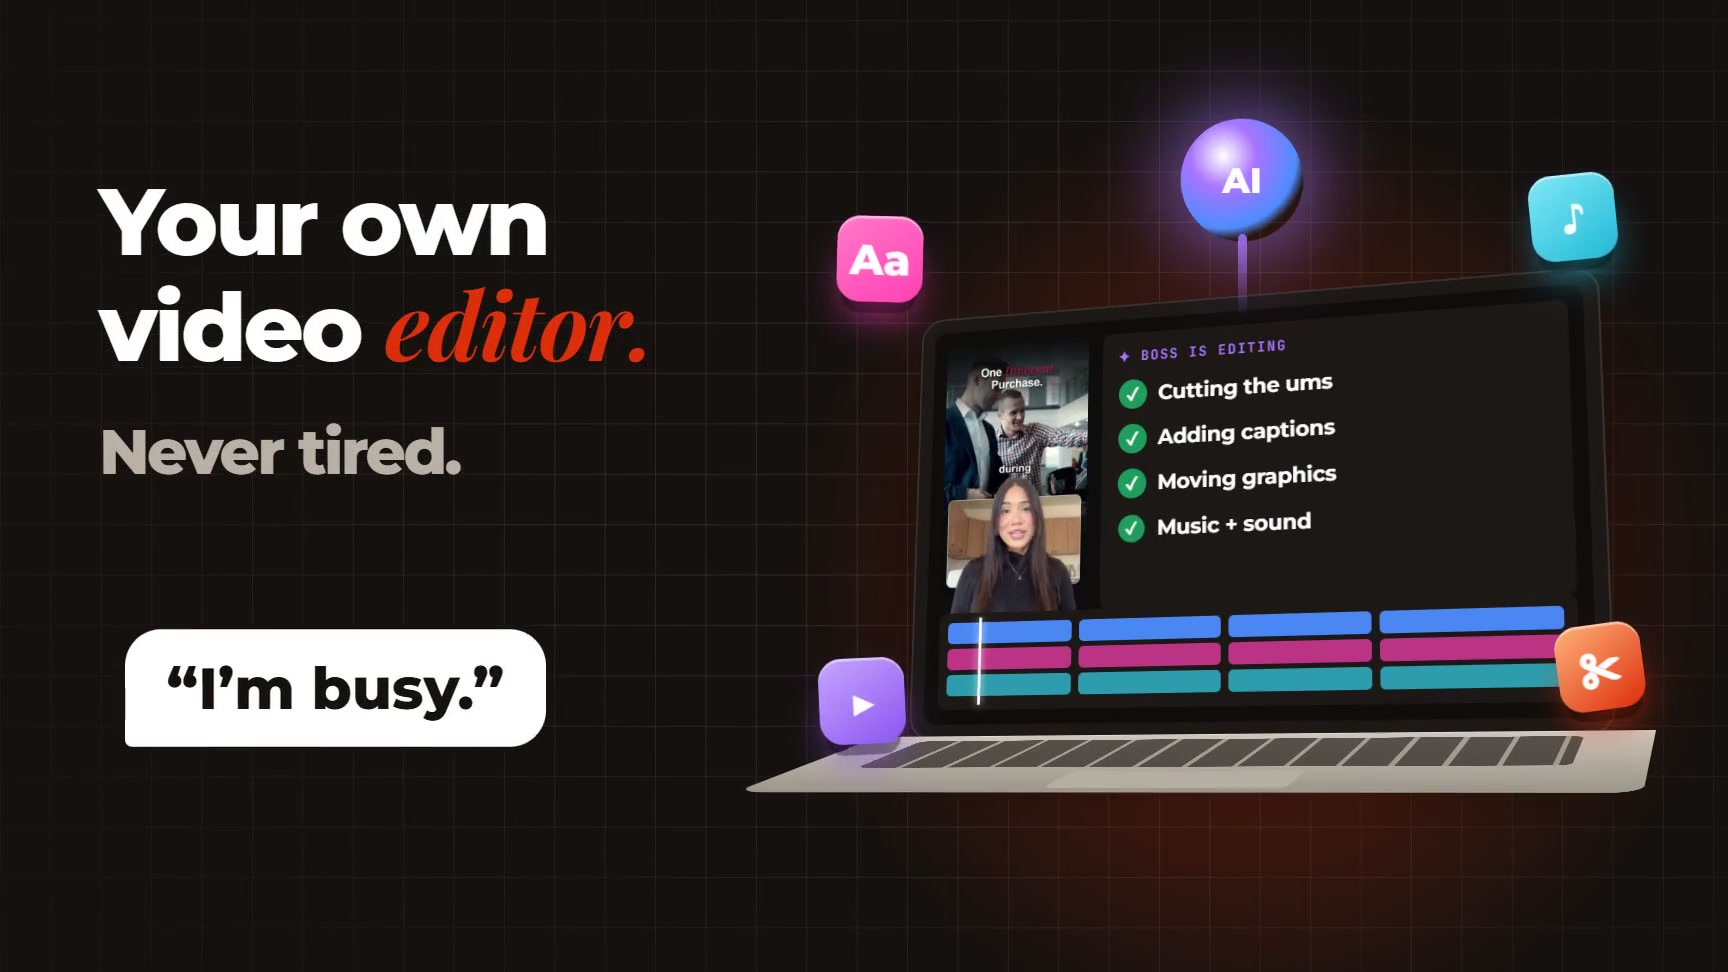 Your own
video editor.
Never tired.
“I’m busy.”
Aa
AI
♪
BOSS IS EDITING
Cutting the ums
Adding captions
Moving graphics
Music + sound
One Innocent
Purchase.
during